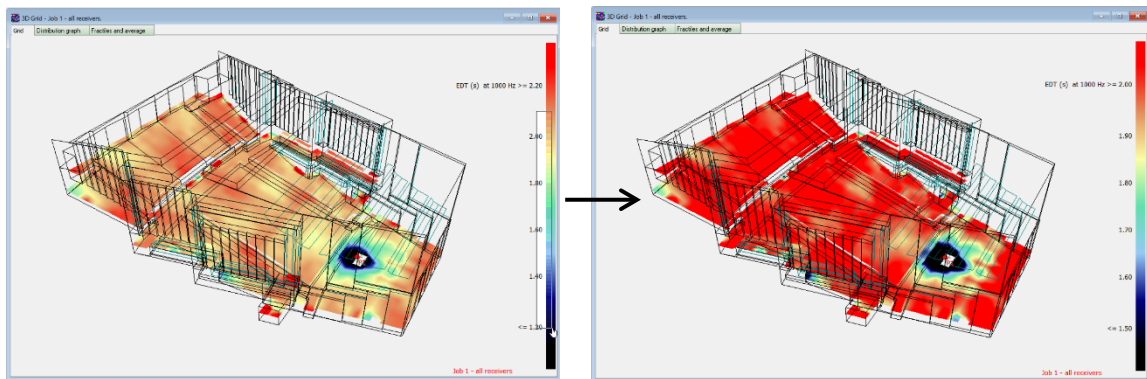 3D Grid - Job 1 - all receivers.
Grid
Distribution graph
Fractiles and average
EDT (s) at 1000 Hz >= 2.20
2.00
1.80
1.60
1.40
<= 1.20
Job 1 - all receivers
3D Grid - Job 1 - all receivers.
Grid
Distribution graph
Fractiles and average
EDT (s) at 1000 Hz >= 2.00
1.90
1.80
1.70
1.60
<= 1.50
Job 1 - all receivers